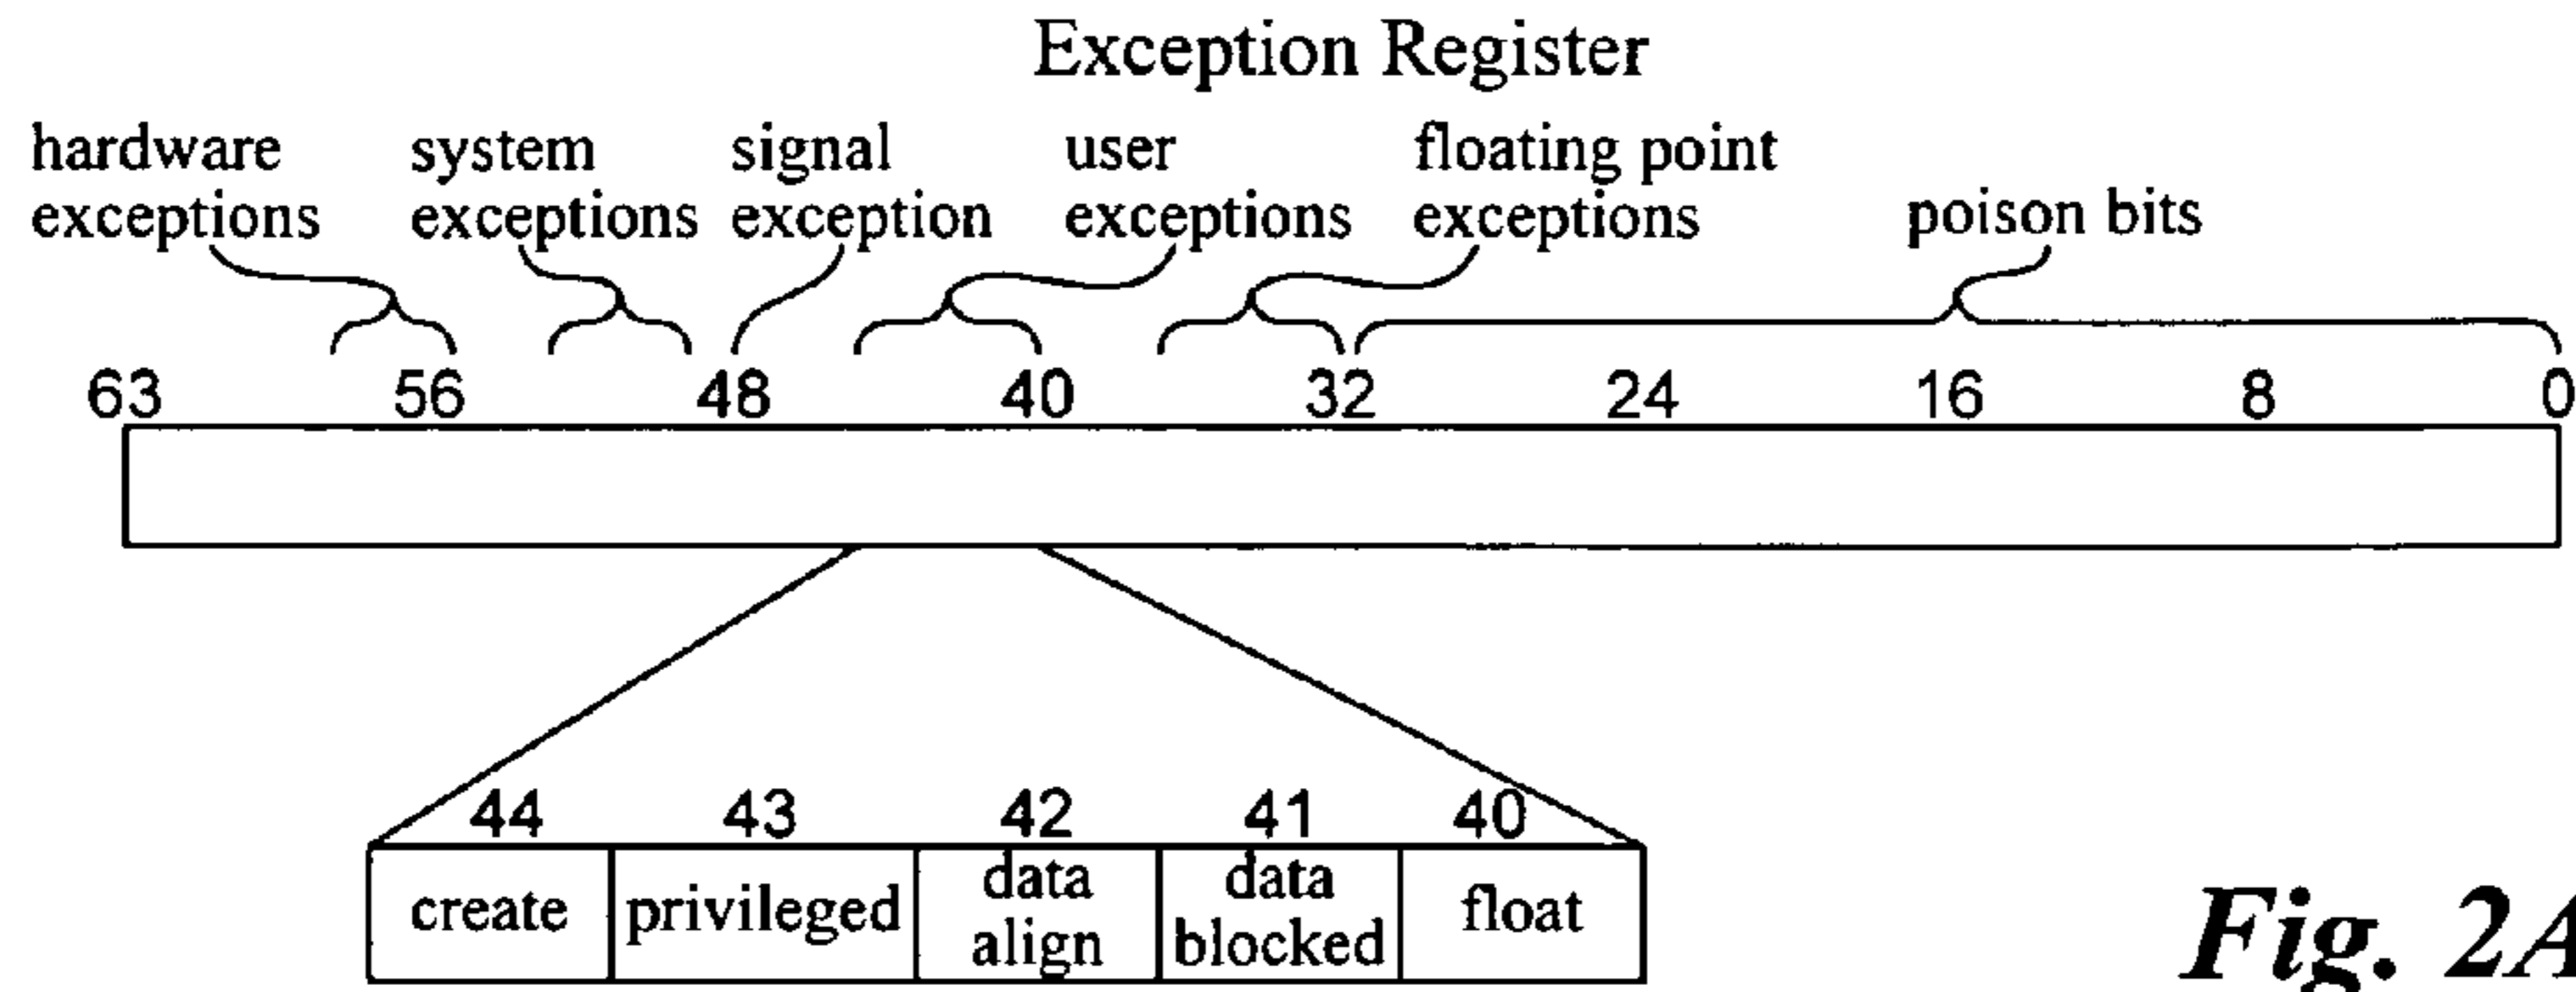 Exception Register
hardware
exceptions
system
exceptions
signal
exception
user
exceptions
floating point
exceptions
poison bits
63 56 48 40 32 24 16 8 0
44 43 42 41 40
create
privileged
data
align
data
blocked
float
Fig. 2A